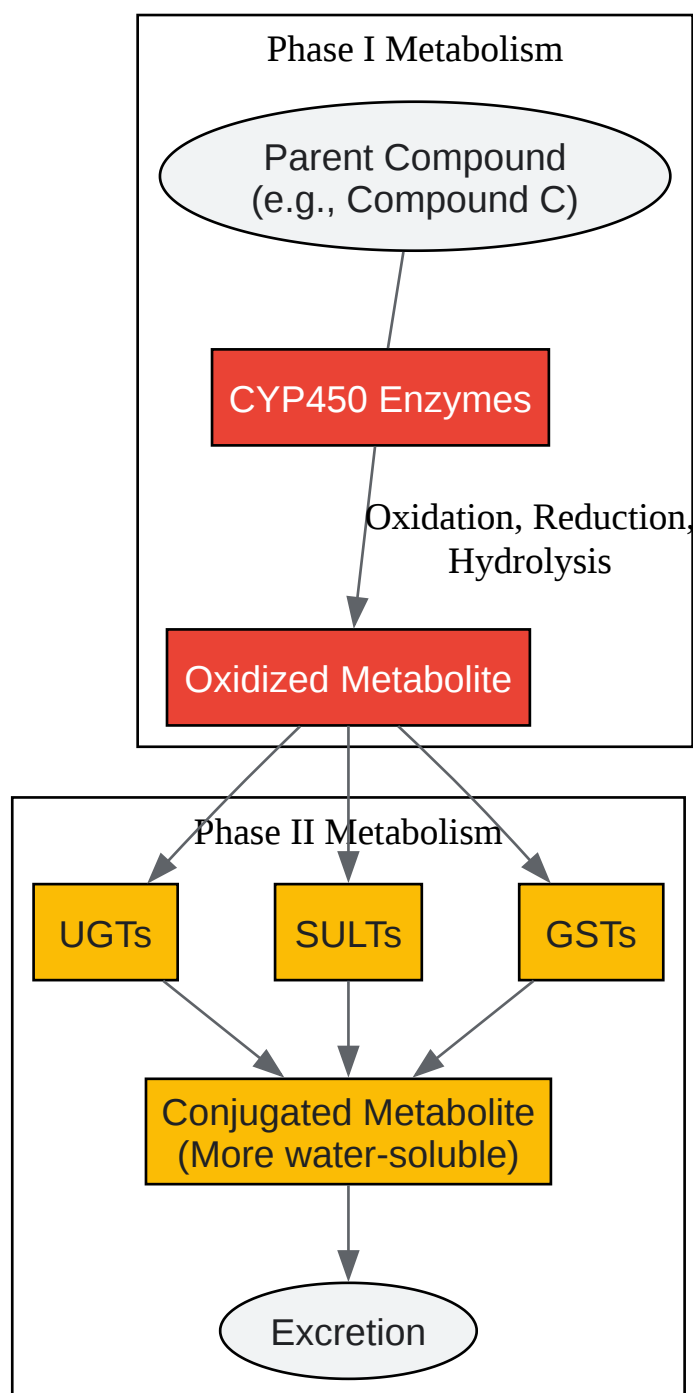 Phase I Metabolism
Parent Compound
(e.g., Compound C)
CYP450 Enzymes
Oxidation, Reduction,
Hydrolysis
Oxidized Metabolite
Phase II Metabolism
UGTs
SULTs
GSTs
Conjugated Metabolite
(More water-soluble)
Excretion